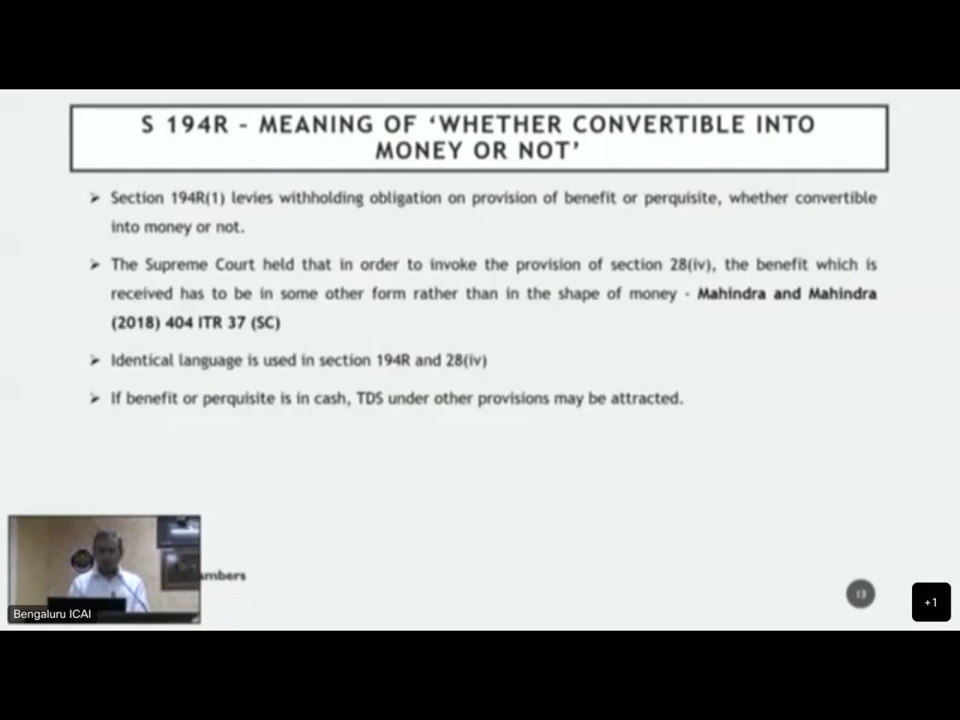 S 194R – MEANING OF ‘WHETHER CONVERTIBLE INTO
MONEY OR NOT’
➢ Section 194R(1) levies withholding obligation on provision of benefit or perquisite, whether convertible
into money or not.
➢ The Supreme Court held that in order to invoke the provision of section 28(iv), the benefit which is
received has to be in some other form rather than in the shape of money - Mahindra and Mahindra
(2018) 404 ITR 37 (SC)
➢ Identical language is used in section 194R and 28(iv)
➢ If benefit or perquisite is in cash, TDS under other provisions may be attracted.
ambers
Bengaluru ICAI
13
+1